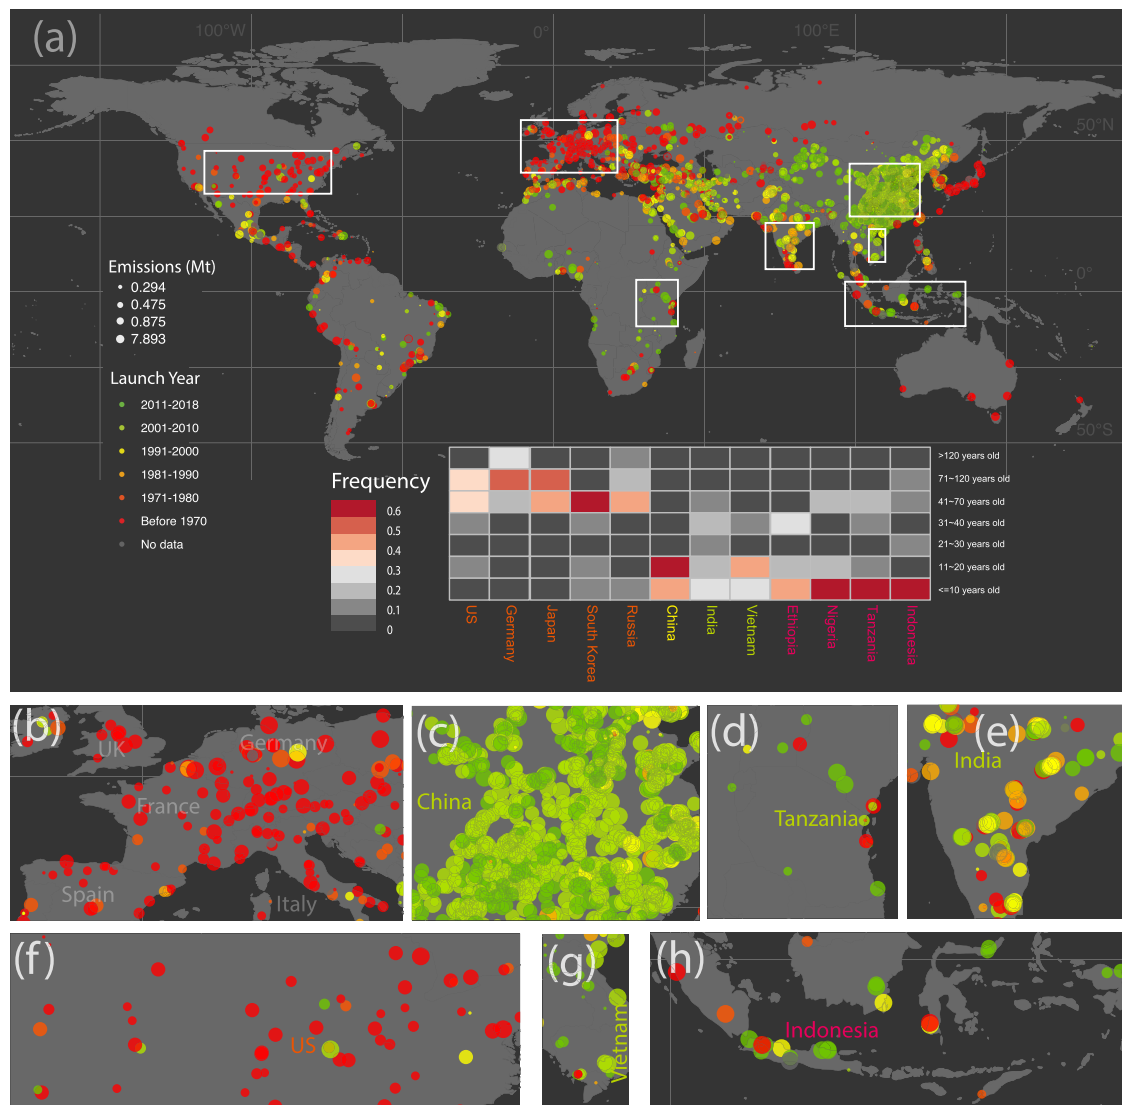 (a)
100°W
0°
100°E
50°N
0°
50°S
Emissions (Mt)
0.294
0.475
0.875
7.893
Launch Year
2011-2018
2001-2010
1991-2000
1981-1990
1971-1980
Before 1970
No data
Frequency
0.6
0.5
0.4
0.3
0.2
0.1
0
>120 years old
71~120 years old
41~70 years old
31~40 years old
21~30 years old
11~20 years old
<=10 years old
US
Germany
Japan
South Korea
Russia
China
India
Vietnam
Ethiopia
Nigeria
Tanzania
Indonesia
(b)
UK
Germany
France
Spain
Italy
(c)
China
(d)
Tanzania
(e)
India
(f)
US
(g)
Vietnam
(h)
Indonesia